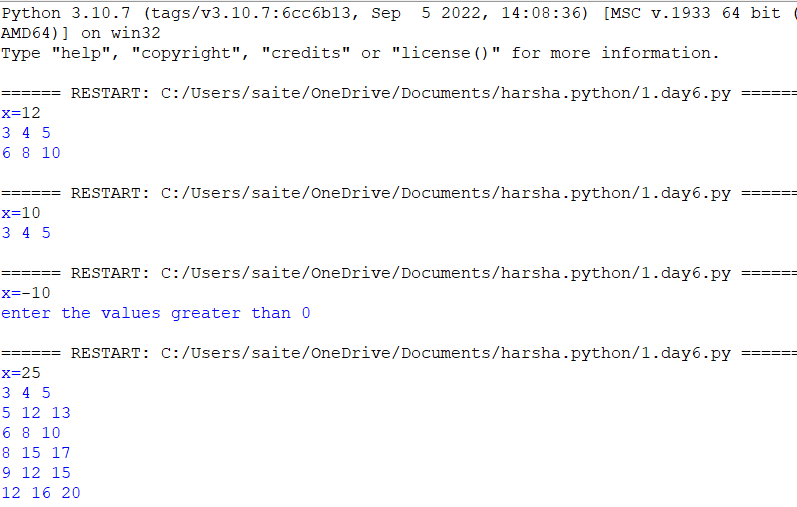 Python 3.10.7 (tags/v3.10.7:6cc6b13, Sep  5 2022, 14:08:36) [MSC v.1933 64 bit (
AMD64)] on win32
Type "help", "copyright", "credits" or "license()" for more information.
====== RESTART: C:/Users/saite/OneDrive/Documents/harsha.python/1.day6.py ======
x=12
3 4 5
6 8 10
====== RESTART: C:/Users/saite/OneDrive/Documents/harsha.python/1.day6.py ======
x=10
3 4 5
====== RESTART: C:/Users/saite/OneDrive/Documents/harsha.python/1.day6.py ======
x=-10
enter the values greater than 0
====== RESTART: C:/Users/saite/OneDrive/Documents/harsha.python/1.day6.py ======
x=25
3 4 5
5 12 13
6 8 10
8 15 17
9 12 15
12 16 20